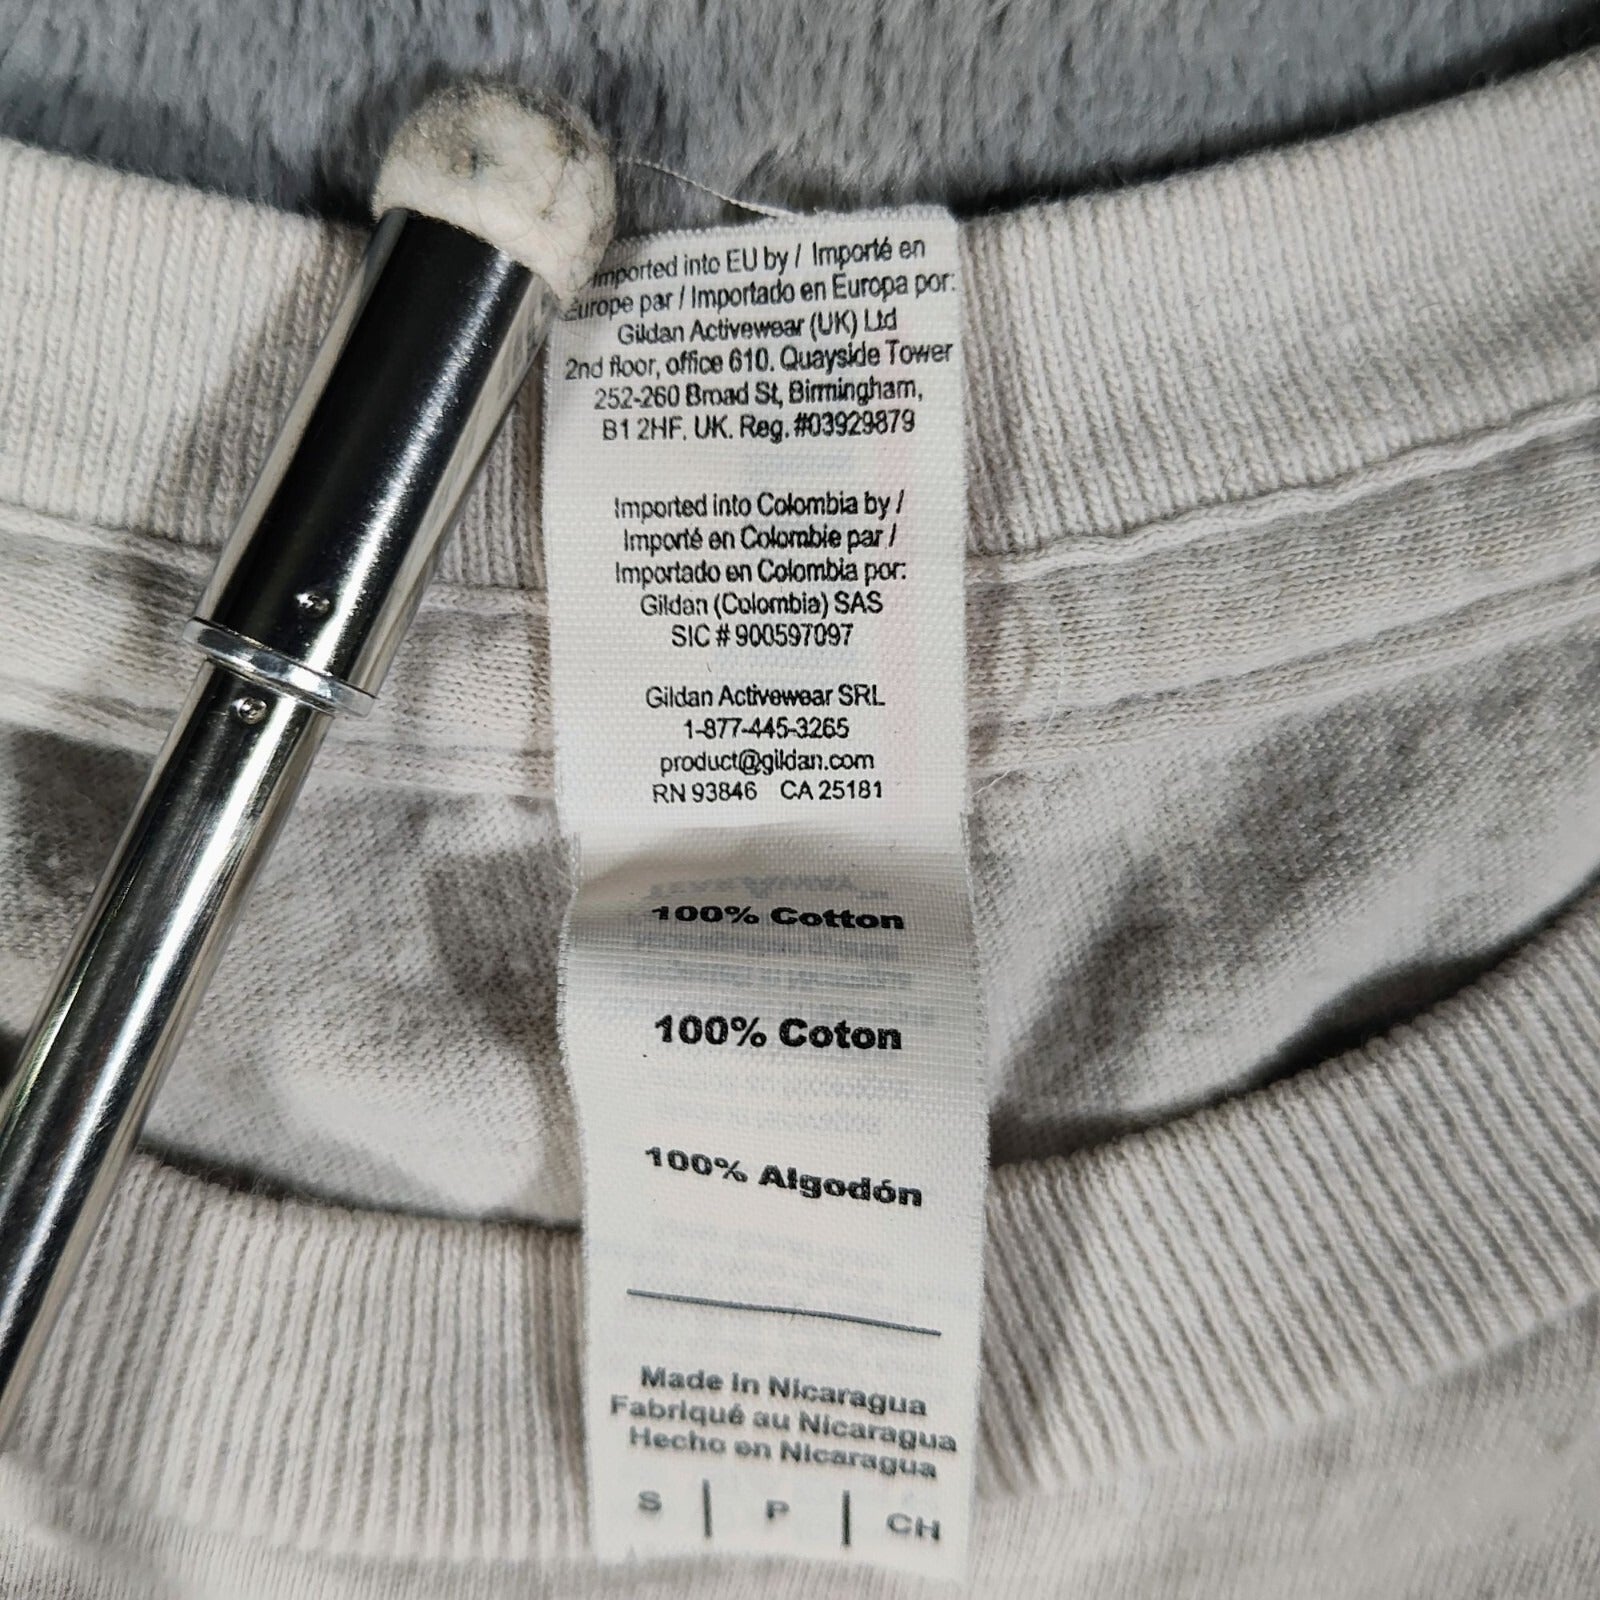 Imported into EU by / Importé en
Europe par / Importado en Europa por:
Gildan Activewear (UK) Ltd
2nd floor, office 610, Quayside Tower
252-260 Broad St, Birmingham,
B1 2HF. UK. Reg. #03929879
Imported into Colombia by /
Importé en Colombie par /
Importado en Colombia por:
Gildan (Colombia) SAS
SIC # 900597097
Gildan Activewear SRL
1-877-445-3265
product@gildan.com
RN 93846 CA 25181
100% Cotton
100% Coton
100% Algodón
Made in Nicaragua
Fabriqué au Nicaragua
Hecho en Nicaragua
S | P | CH